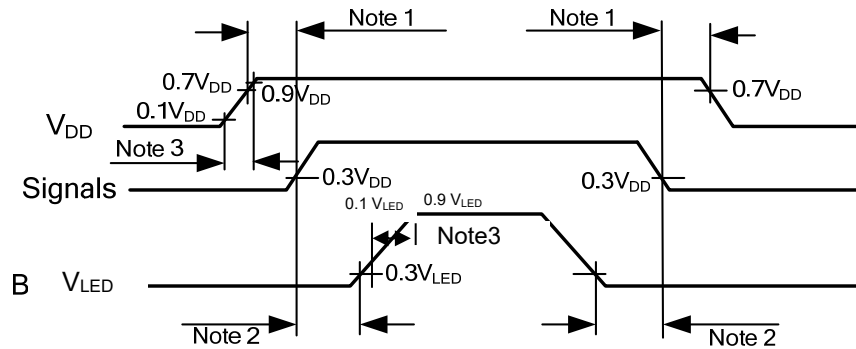 Note 1 Note 1
0.7VDD 0.9VDD 0.7VDD
0.1VDD
VDD
Note 3
Signals 0.3VDD 0.3VDD
0.1 VLED 0.9 VLED
Note3
B VLED 0.3VLED
Note 2 Note 2